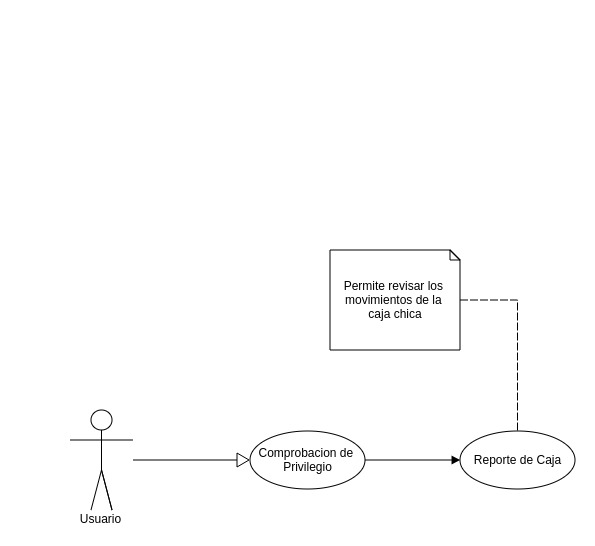 Permite revisar los
movimientos de la
caja chica
Comprobacion de
Privilegio
Reporte de Caja
Usuario